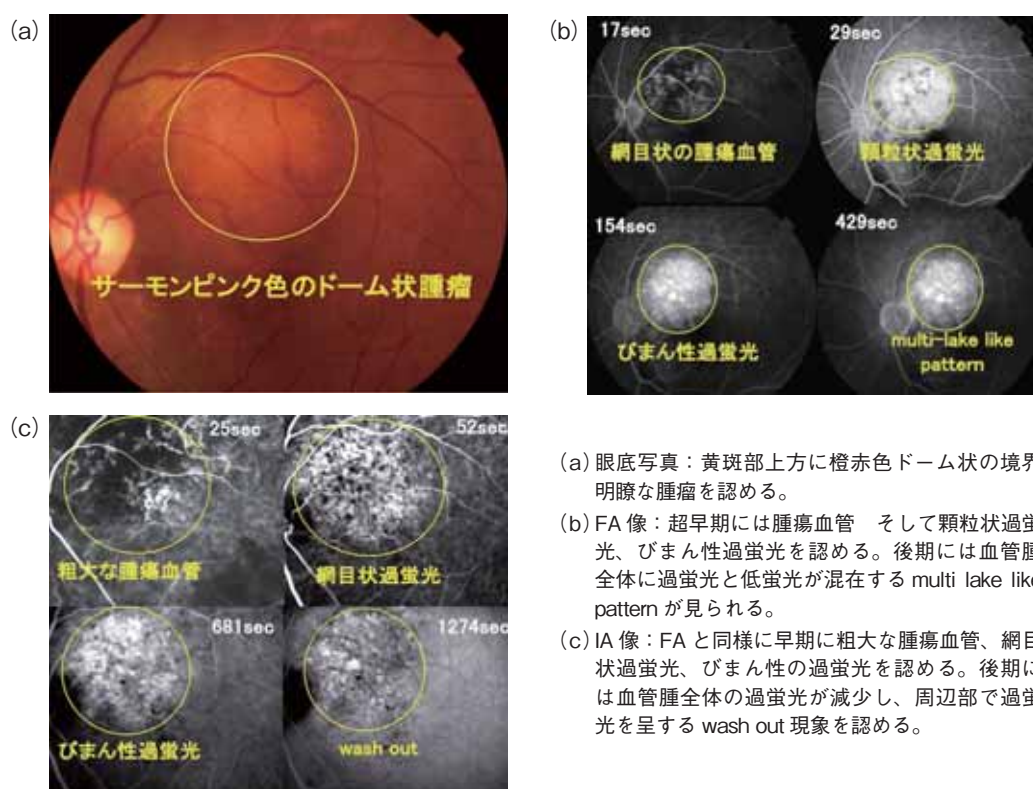 (a)
サーモンピンク色のドーム状腫瘤
(b)
17sec
29sec
網目状の腫瘍血管
顆粒状過蛍光
154sec
429sec
びまん性過蛍光
multi-lake like
pattern
(c)
25sec
52sec
粗大な腫瘍血管
網目状過蛍光
681sec
1274sec
びまん性過蛍光
wash out
(a)眼底写真：黄斑部上方に橙赤色ドーム状の境界
明瞭な腫瘤を認める。
(b)FA 像：超早期には腫瘍血管　そして顆粒状過蛍
光、びまん性過蛍光を認める。後期には血管腫
全体に過蛍光と低蛍光が混在する multi lake like
pattern が見られる。
(c)IA 像：FA と同様に早期に粗大な腫瘍血管、網目
状過蛍光、びまん性の過蛍光を認める。後期に
は血管腫全体の過蛍光が減少し、周辺部で過蛍
光を呈する wash out 現象を認める。